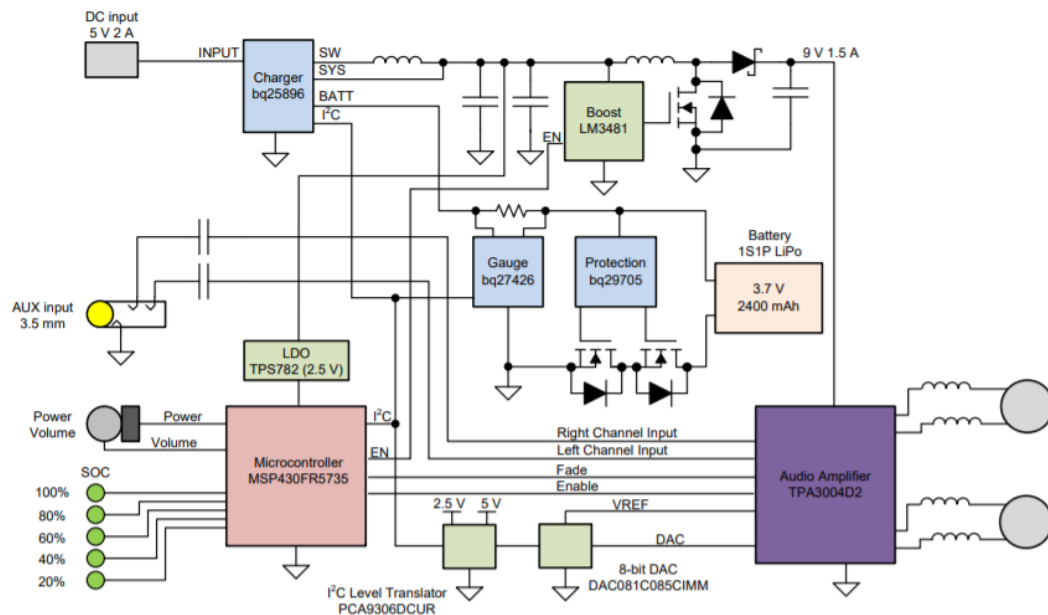 DC input
5 V 2 A
INPUT
Charger
bq25896
SW
SYS
BATT
I²C
9 V 1.5 A
Boost
LM3481
EN
Gauge
bq27426
Protection
bq29705
Battery
1S1P LiPo
3.7 V
2400 mAh
AUX input
3.5 mm
LDO
TPS782 (2.5 V)
Power
Volume
Power
Volume
Microcontroller
MSP430FR5735
I²C
EN
Right Channel Input
Left Channel Input
Fade
Enable
VREF
DAC
Audio Amplifier
TPA3004D2
SOC
100%
80%
60%
40%
20%
2.5 V
5 V
I²C Level Translator
PCA9306DCUR
8-bit DAC
DAC081C085CIMM